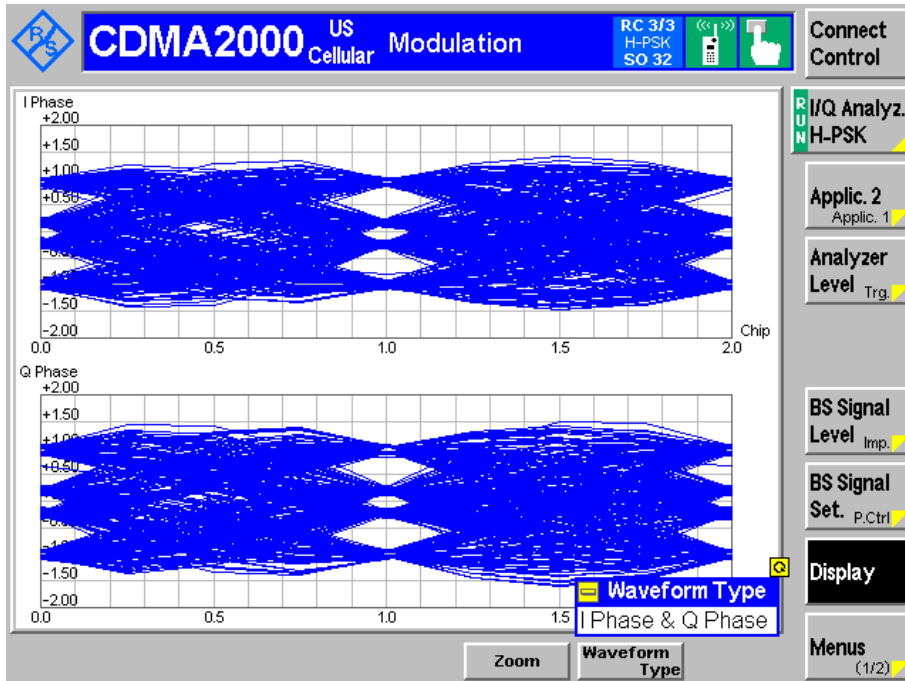 R&S
CDMA2000 US Cellular Modulation
RC 3/3
H-PSK
SO 32
Connect
Control
RUN
I/Q Analyz.
H-PSK
Applic. 2
Applic. 1
Analyzer
Level Trg.
BS Signal
Level Imp.
BS Signal
Set. P.Ctrl
Display
Menus
(1/2)
I Phase
+2.00
+1.50
+1.00
+0.50
-1.50
-2.00
Chip
0.0 0.5 1.0 1.5 2.0
Q Phase
+2.00
+1.50
+1.00
+0.50
-1.50
-2.00
0.0 0.5 1.0 1.5
Q
Waveform Type
I Phase & Q Phase
Zoom
Waveform
Type